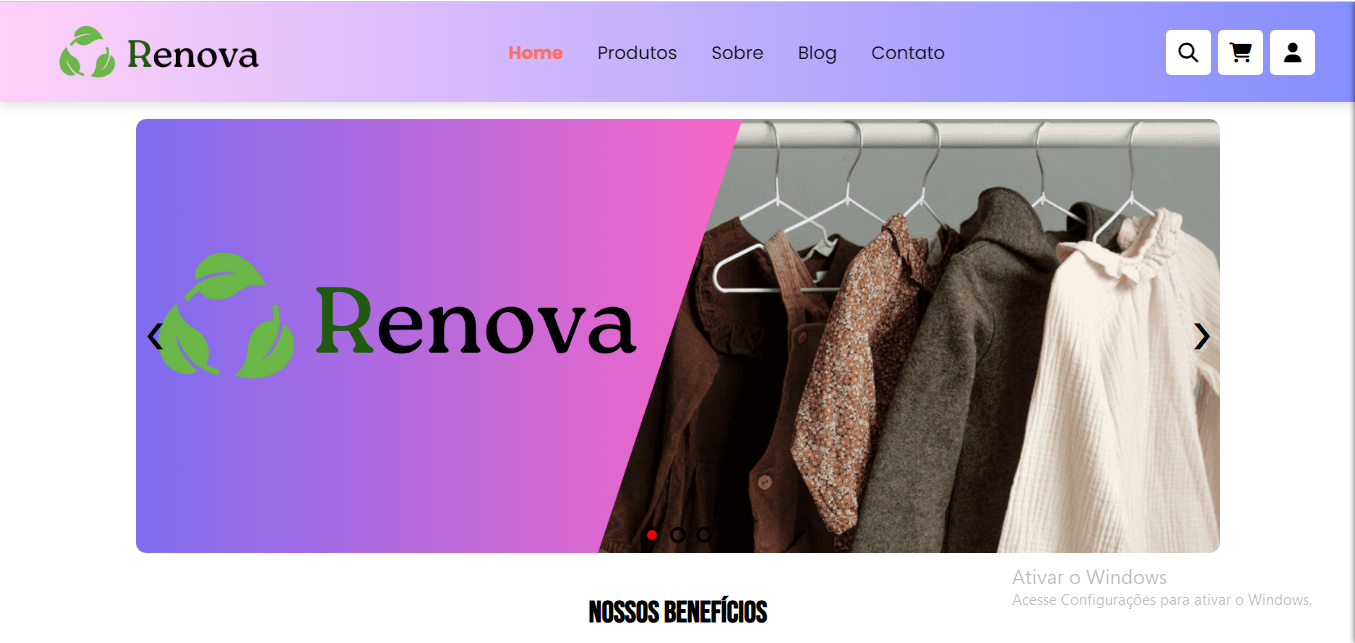 Renova
Home Produtos Sobre Blog Contato
Renova
Ativar o Windows
Acesse Configurações para ativar o Windows.
NOSSOS BENEFÍCIOS